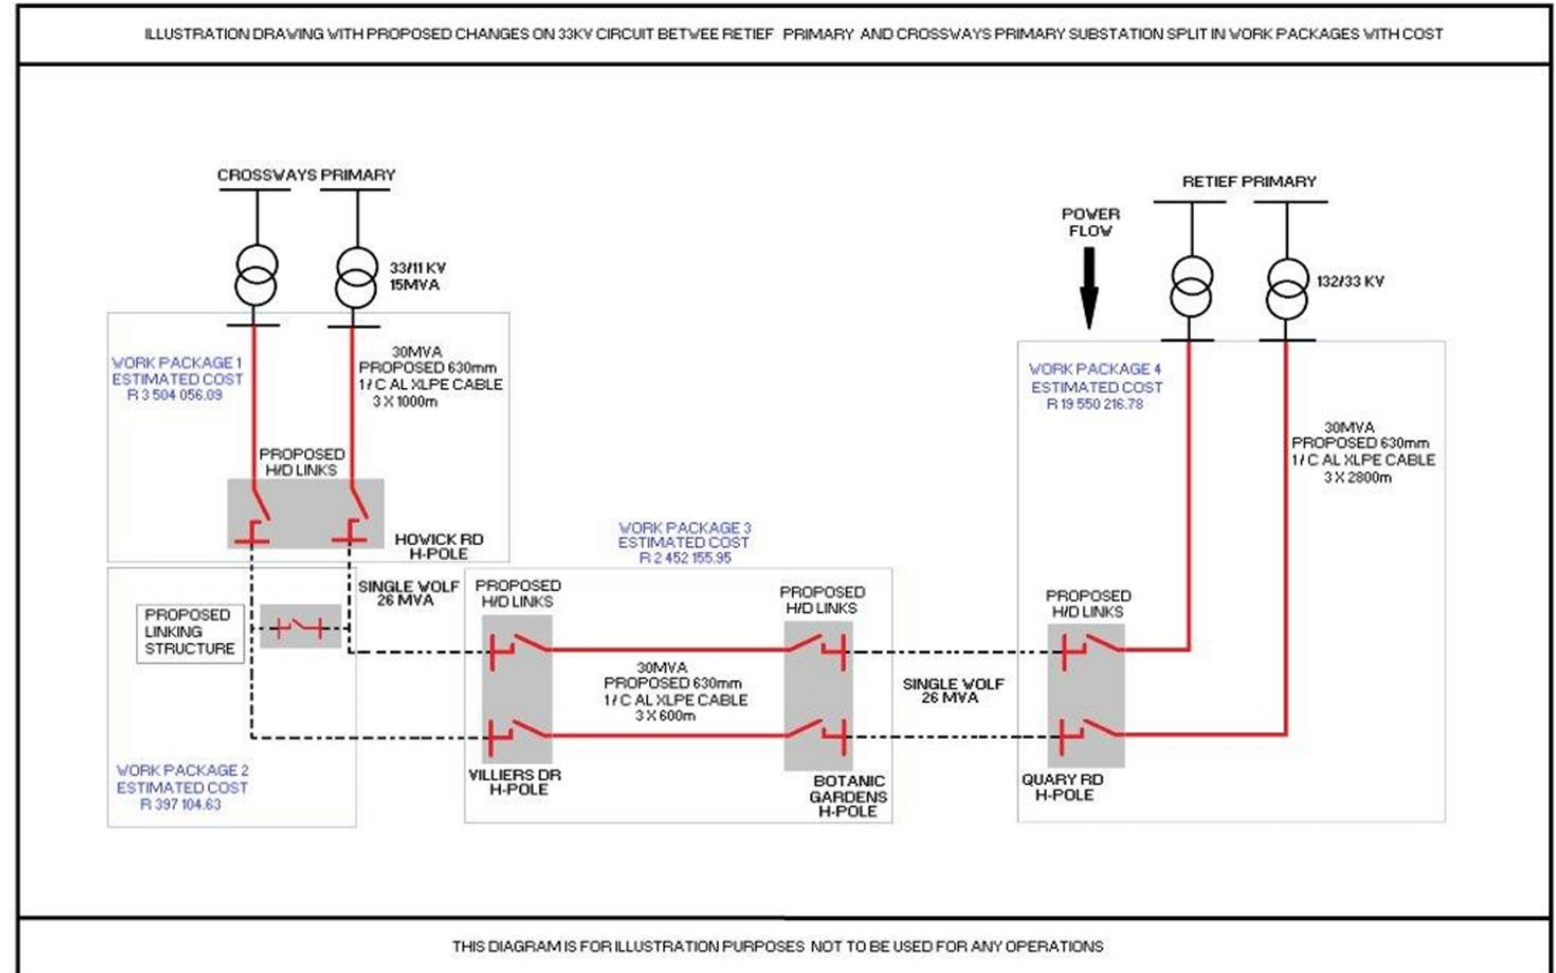 ILLUSTRATION DRAWING WITH PROPOSED CHANGES ON 33KV CIRCUIT BETWEE RETIEF PRIMARY AND CROSSWAYS PRIMARY SUBSTATION SPLIT IN WORK PACKAGES WITH COST
CROSSWAYS PRIMARY
33/11 KV
15MVA
RETIEF PRIMARY
POWER
FLOW
132/33 KV
WORK PACKAGE 1
ESTIMATED COST
R 3 504 056.09
30MVA
PROPOSED 630mm
1/ C AL XLPE CABLE
3 X 1000m
PROPOSED
H/D LINKS
HOWICK RD
H-POLE
WORK PACKAGE 4
ESTIMATED COST
R 19 550 216.78
30MVA
PROPOSED 630mm
1/ C AL XLPE CABLE
3 X 2800m
WORK PACKAGE 3
ESTIMATED COST
R 2 452 155.95
SINGLE WOLF
26 MVA
PROPOSED
LINKING
STRUCTURE
PROPOSED
H/D LINKS
PROPOSED
H/D LINKS
PROPOSED
H/D LINKS
30MVA
PROPOSED 630mm
1/ C AL XLPE CABLE
3 X 600m
SINGLE WOLF
26 MVA
WORK PACKAGE 2
ESTIMATED COST
R 397 104.63
VILLIERS DR
H-POLE
BOTANIC
GARDENS
H-POLE
QUARY RD
H-POLE
THIS DIAGRAM IS FOR ILLUSTRATION PURPOSES NOT TO BE USED FOR ANY OPERATIONS